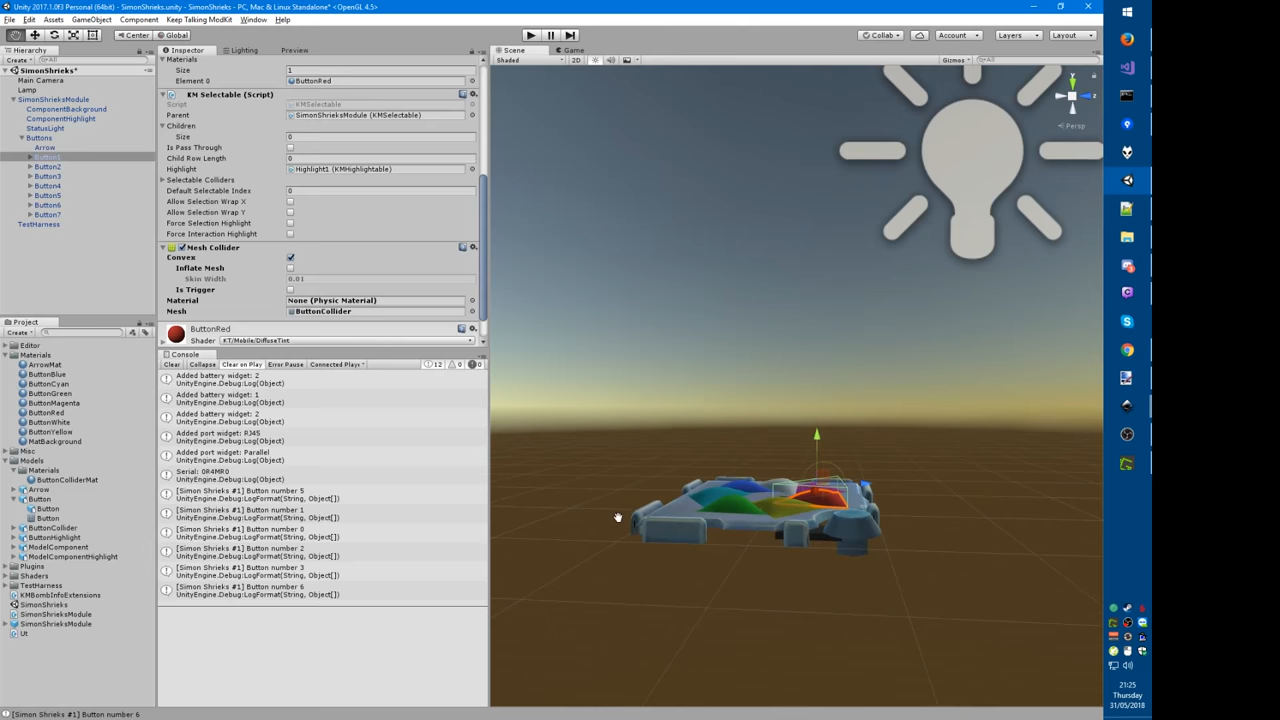 Unity 2017.1.0f3 Personal (64bit) - SimonShrieks.unity - SimonShrieks - PC, Mac & Linux Standalone* <OpenGL 4.5>
File Edit Assets GameObject Component Keep Talking ModKit Window Help
Center Global Collab Account Layers Layout
Hierarchy
Create All
SimonShrieks*
Main Camera
Lamp
SimonShrieksModule
ComponentBackground
ComponentHighlight
StatusLight
Buttons
Arrow
Button1
Button2
Button3
Button4
Button5
Button6
Button7
TestHarness
Project
Create
Editor
Materials
ArrowMat
ButtonBlue
ButtonCyan
ButtonGreen
ButtonMagenta
ButtonRed
ButtonWhite
ButtonYellow
MatBackground
Misc
Models
Materials
ButtonColliderMat
Arrow
Button
Button
Button
ButtonCollider
ButtonHighlight
ModelComponent
ModelComponentHighlight
Plugins
Shaders
TestHarness
KMBombInfoExtensions
SimonShrieks
SimonShrieksModule
SimonShrieksModule
Ut
Inspector Lighting Preview
Materials
Size 1
Element 0 ButtonRed
KM Selectable (Script)
Script KMSelectable
Parent SimonShrieksModule (KMSelectable)
Children
Size 0
Is Pass Through
Child Row Length 0
Highlight Highlight1 (KMHighlightable)
Selectable Colliders
Default Selectable Index 0
Allow Selection Wrap X
Allow Selection Wrap Y
Force Selection Highlight
Force Interaction Highlight
Mesh Collider
Convex
Inflate Mesh
Skin Width 0.01
Is Trigger
Material None (Physic Material)
Mesh ButtonCollider
ButtonRed
Shader KT/Mobile/DiffuseTint
Console
Clear Collapse Clear on Play Error Pause Connected Playe 12 0 0
Added battery widget: 2
UnityEngine.Debug:Log(Object)
Added battery widget: 1
UnityEngine.Debug:Log(Object)
Added battery widget: 2
UnityEngine.Debug:Log(Object)
Added port widget: RJ45
UnityEngine.Debug:Log(Object)
Added port widget: Parallel
UnityEngine.Debug:Log(Object)
Serial: 0R4MR0
UnityEngine.Debug:Log(Object)
[Simon Shrieks #1] Button number 5
UnityEngine.Debug:LogFormat(String, Object[])
[Simon Shrieks #1] Button number 1
UnityEngine.Debug:LogFormat(String, Object[])
[Simon Shrieks #1] Button number 0
UnityEngine.Debug:LogFormat(String, Object[])
[Simon Shrieks #1] Button number 2
UnityEngine.Debug:LogFormat(String, Object[])
[Simon Shrieks #1] Button number 3
UnityEngine.Debug:LogFormat(String, Object[])
[Simon Shrieks #1] Button number 6
UnityEngine.Debug:LogFormat(String, Object[])
Scene Game
Shaded 2D Gizmos All
y
z
Persp
21:25
Thursday
31/05/2018
[Simon Shrieks #1] Button number 6